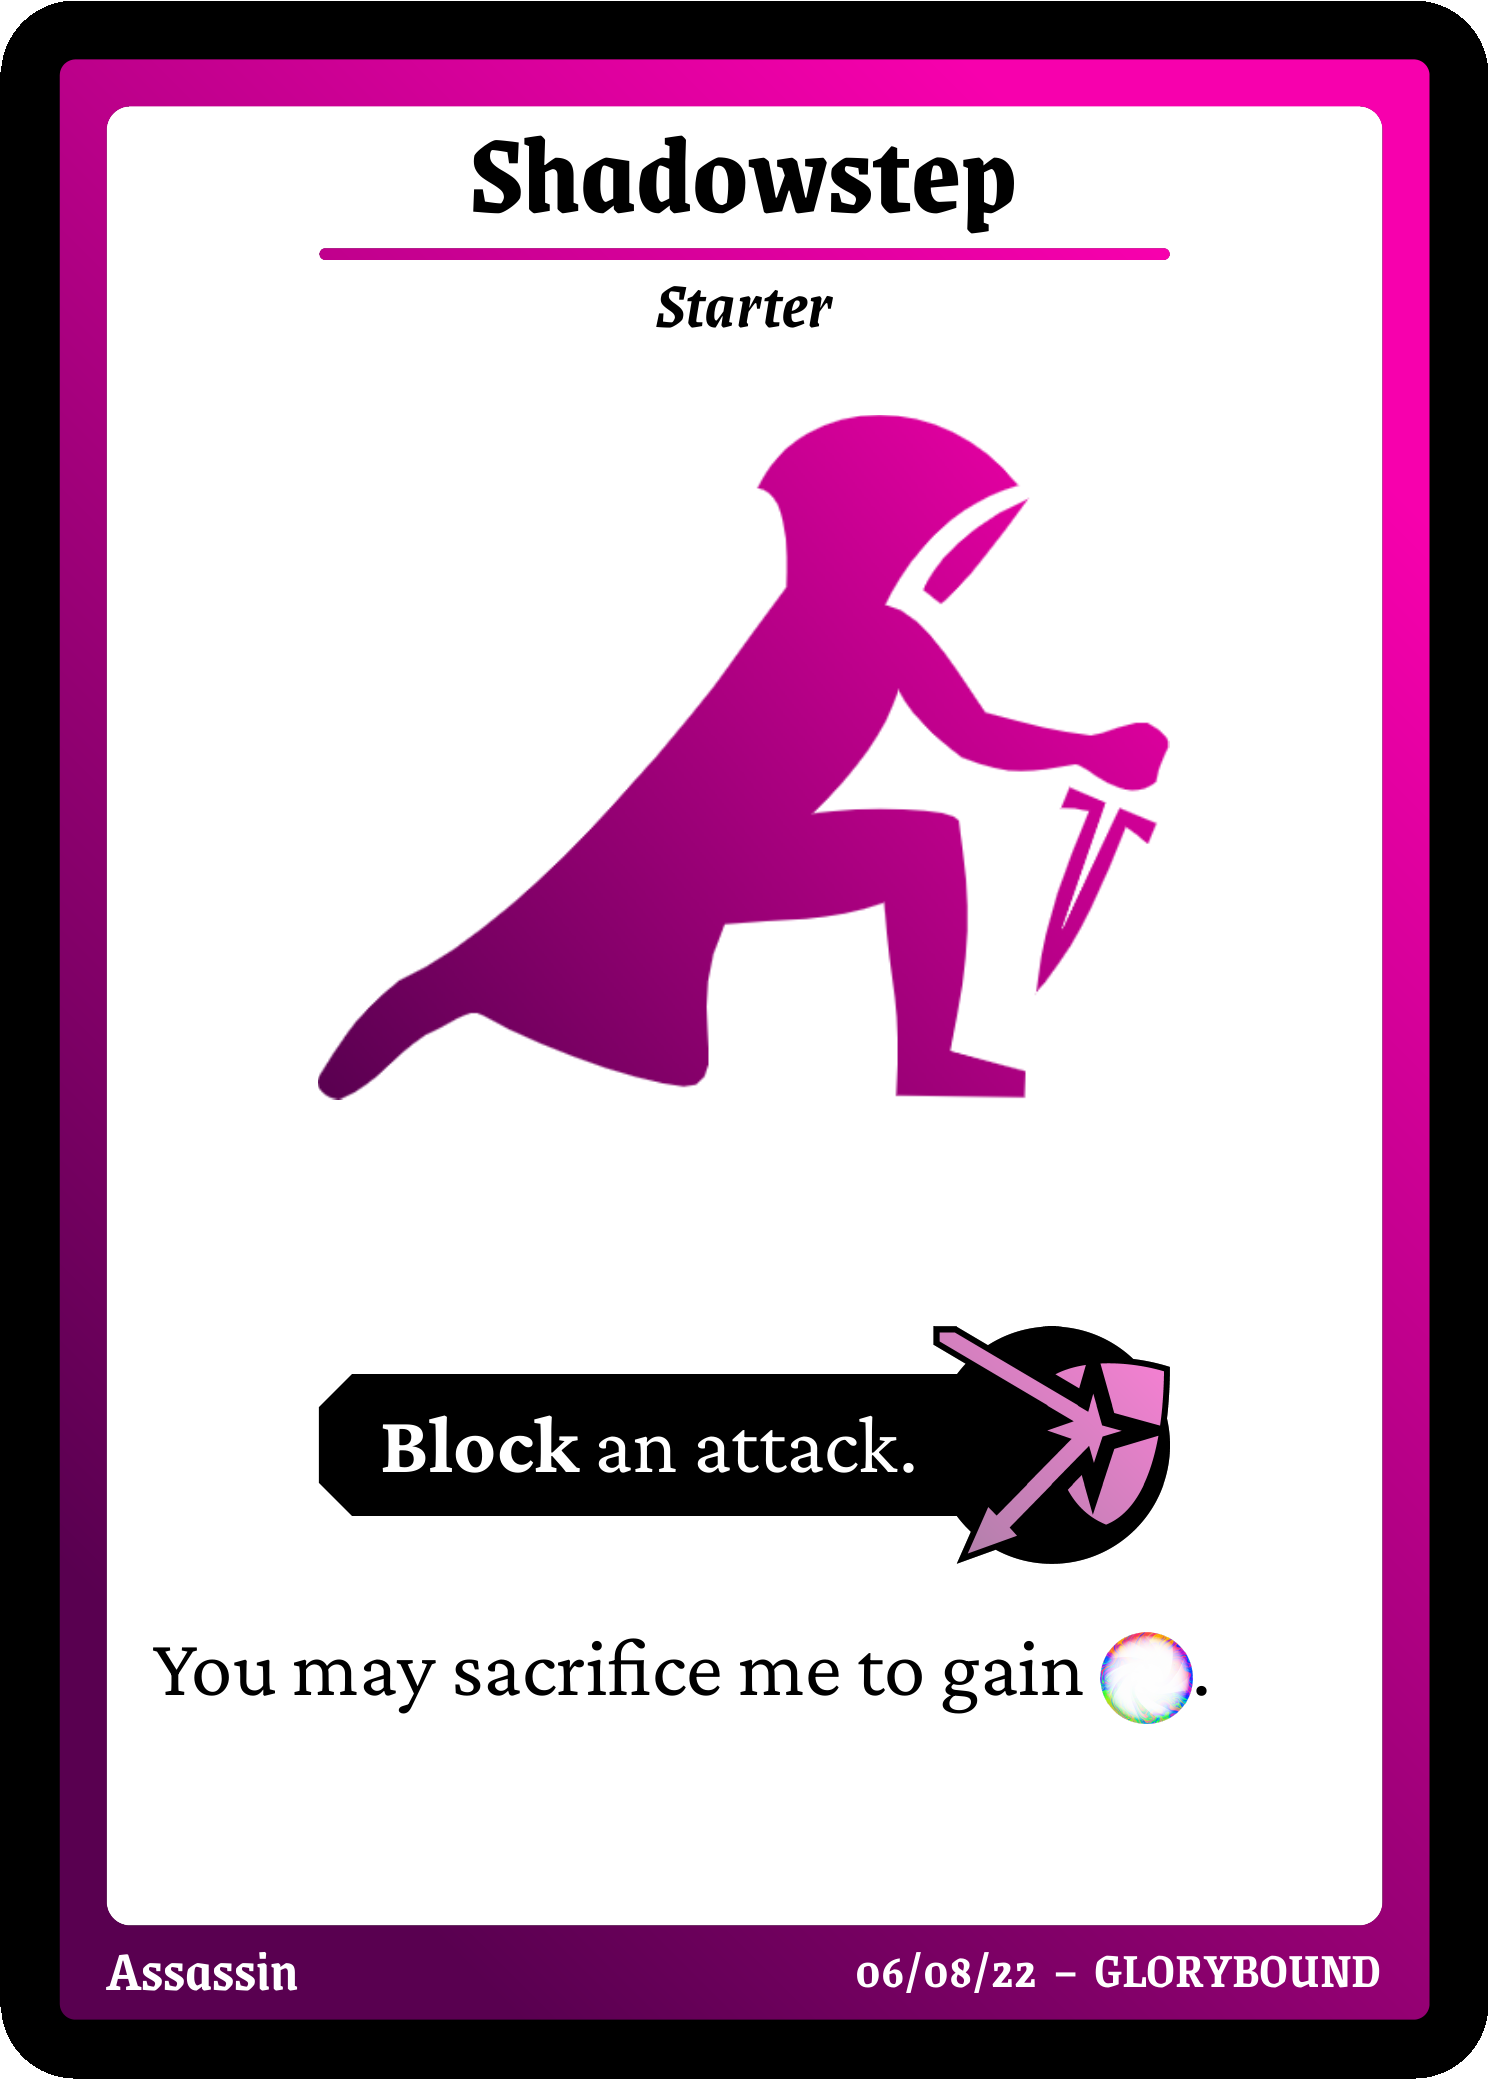 Shadowstep
Starter
Block an attack.
You may sacrifice me to gain .
Assassin
06/08/22 – GLORYBOUND